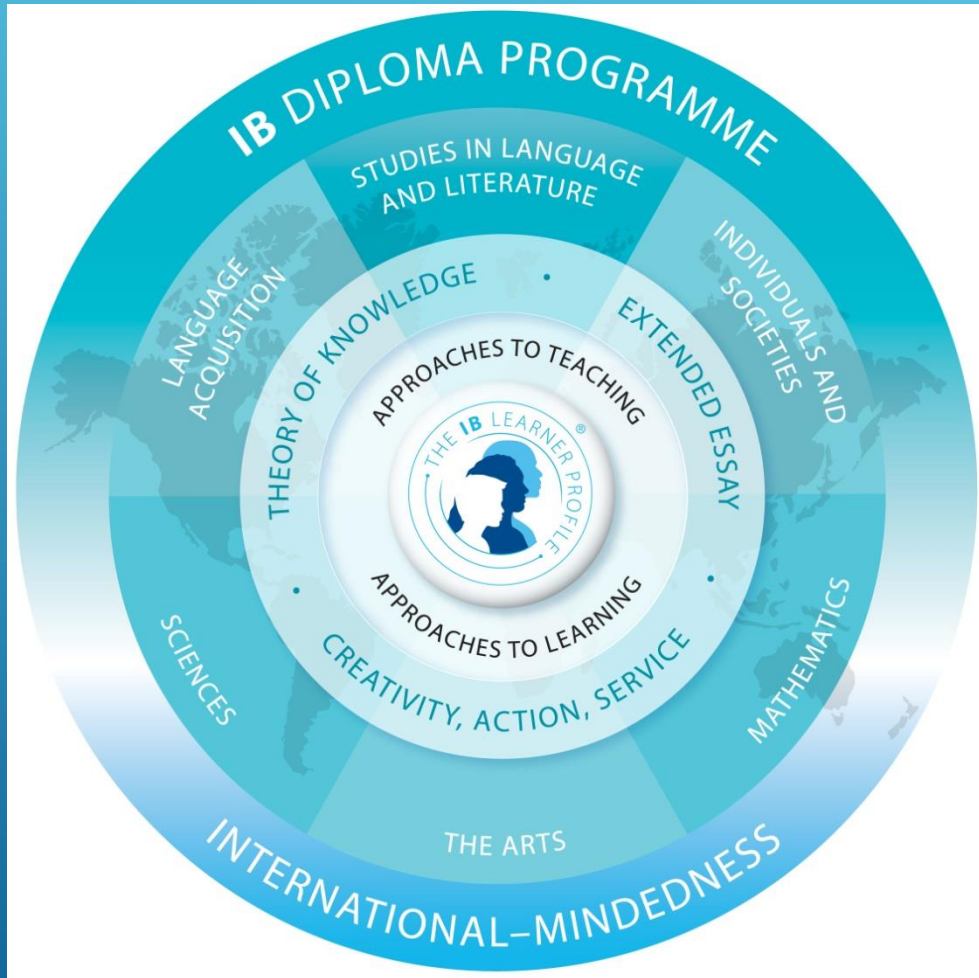 IB DIPLOMA PROGRAMME
STUDIES IN LANGUAGE
AND LITERATURE
LANGUAGE
ACQUISITION
INDIVIDUALS AND
SOCIETIES
THEORY OF KNOWLEDGE
EXTENDED ESSAY
APPROACHES TO TEACHING
THE IB LEARNER PROFILE®
APPROACHES TO LEARNING
CREATIVITY, ACTION, SERVICE
SCIENCES
MATHEMATICS
THE ARTS
INTERNATIONAL–MINDEDNESS